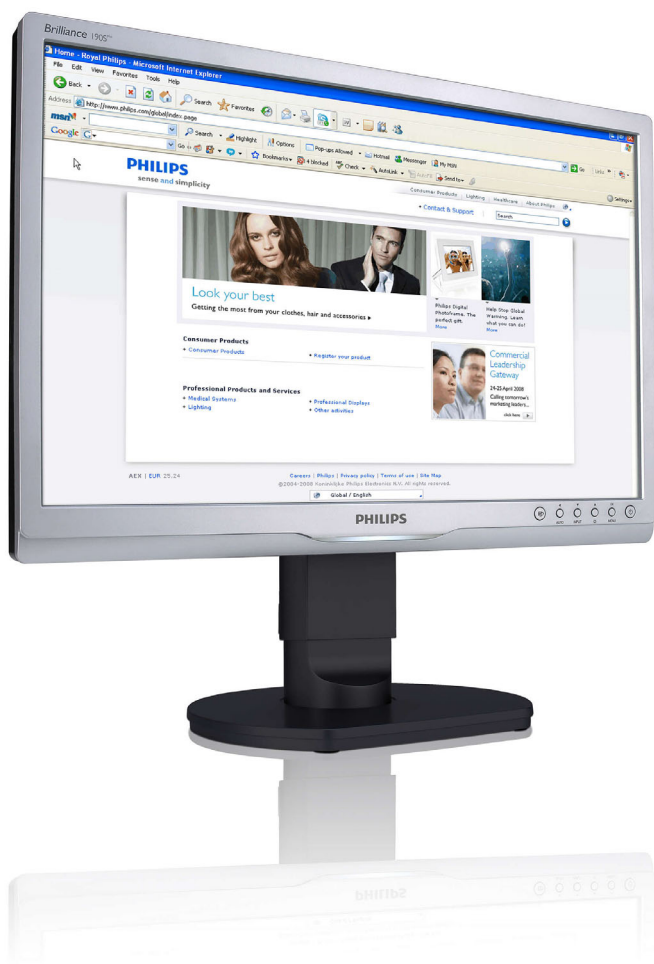 Brilliance 190S
Home - Royal Philips - Microsoft Internet Explorer
File Edit View Favorites Tools Help
Back Search Favorites
Address http://www.philips.com/global/index.page Go Links
msn Search Highlight Options Pop-ups Allowed Hotmail Messenger My MSN
Google G Go Bookmarks 4 blocked Check AutoLink AutoFill Send to Settings
PHILIPS
sense and simplicity
Consumer Products | Lighting | Healthcare | About Philips
• Contact & Support Search
Look your best
Getting the most from your clothes, hair and accessories
Philips Digital
Photoframe. The
perfect gift.
More
Help Stop Global
Warming. Learn
what you can do!
More
Consumer Products
• Consumer Products • Register your product
Commercial
Leadership
Gateway
24-25 April 2008
Calling tomorrow's
marketing leaders...
click here
Professional Products and Services
• Medical Systems • Professional Displays
• Lighting • Other activities
AEX | EUR 25.24
Careers | Philips | Privacy policy | Terms of use | Site Map
©2004-2008 Koninklijke Philips Electronics N.V. All rights reserved.
Global / English
PHILIPS
AUTO INPUT MENU
PHILIPS